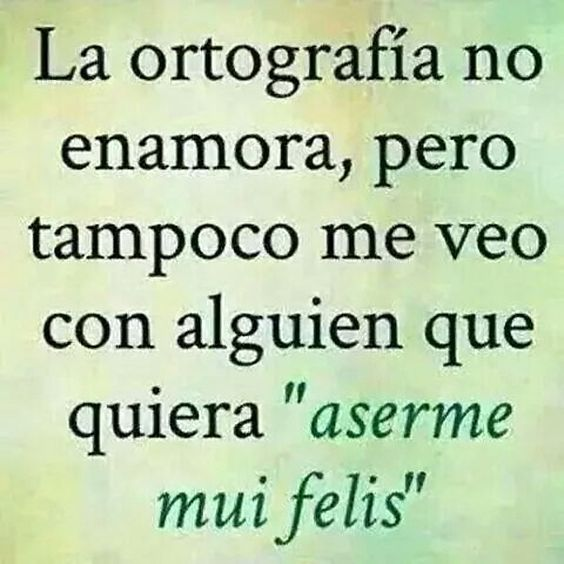 La ortografía no
enamora, pero
tampoco me veo
con alguien que
quiera "aserme
mui felis"